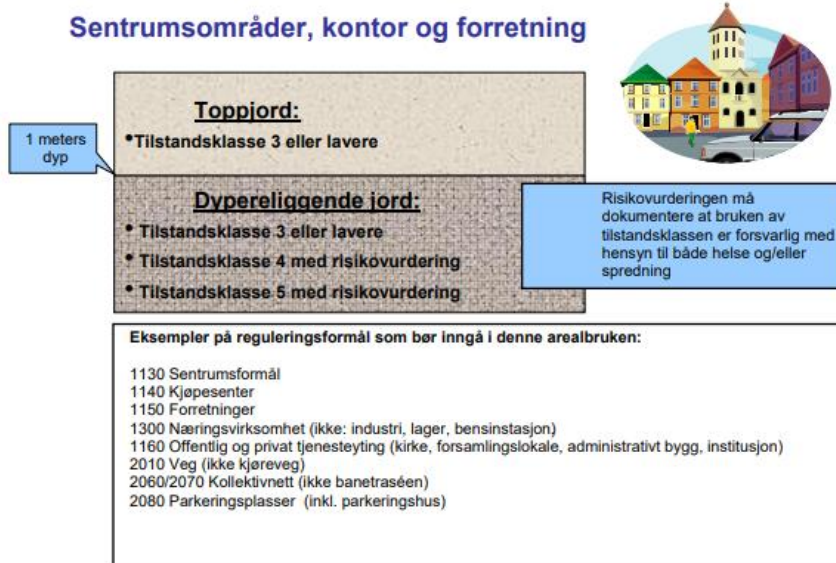 Sentrumsområder, kontor og forretning
Toppjord:
•Tilstandsklasse 3 eller lavere
1 meters
dyp
Dypereliggende jord:
• Tilstandsklasse 3 eller lavere
• Tilstandsklasse 4 med risikovurdering
• Tilstandsklasse 5 med risikovurdering
Risikovurderingen må
dokumentere at bruken av
tilstandsklassen er forsvarlig med
hensyn til både helse og/eller
spredning
Eksempler på reguleringsformål som bør inngå i denne arealbruken:
1130 Sentrumsformål
1140 Kjøpesenter
1150 Forretninger
1300 Næringsvirksomhet (ikke: industri, lager, bensinstasjon)
1160 Offentlig og privat tjenesteyting (kirke, forsamlingslokale, administrativt bygg, institusjon)
2010 Veg (ikke kjøreveg)
2060/2070 Kollektivnett (ikke banetraséen)
2080 Parkeringsplasser (inkl. parkeringshus)